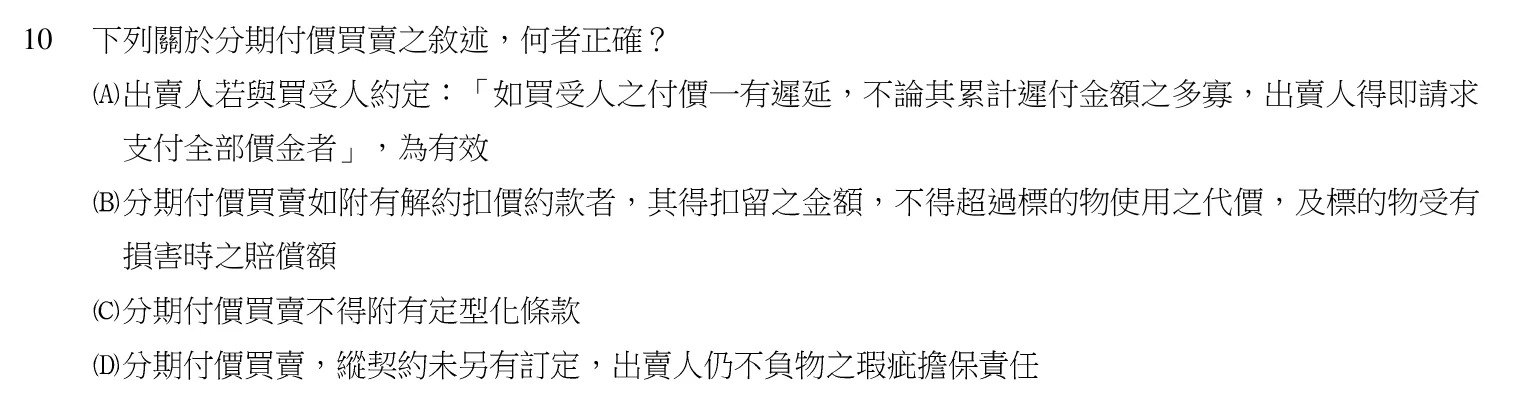 10 下列關於分期付價買賣之敘述，何者正確？
(A)出賣人若與買受人約定：「如買受人之付價一有遲延，不論其累計遲付金額之多寡，出賣人得即請求
支付全部價金者」，為有效
(B)分期付價買賣如附有解約扣價約款者，其得扣留之金額，不得超過標的物使用之代價，及標的物受有
損害時之賠償額
(C)分期付價買賣不得附有定型化條款
(D)分期付價買賣，縱契約未另有訂定，出賣人仍不負物之瑕疵擔保責任